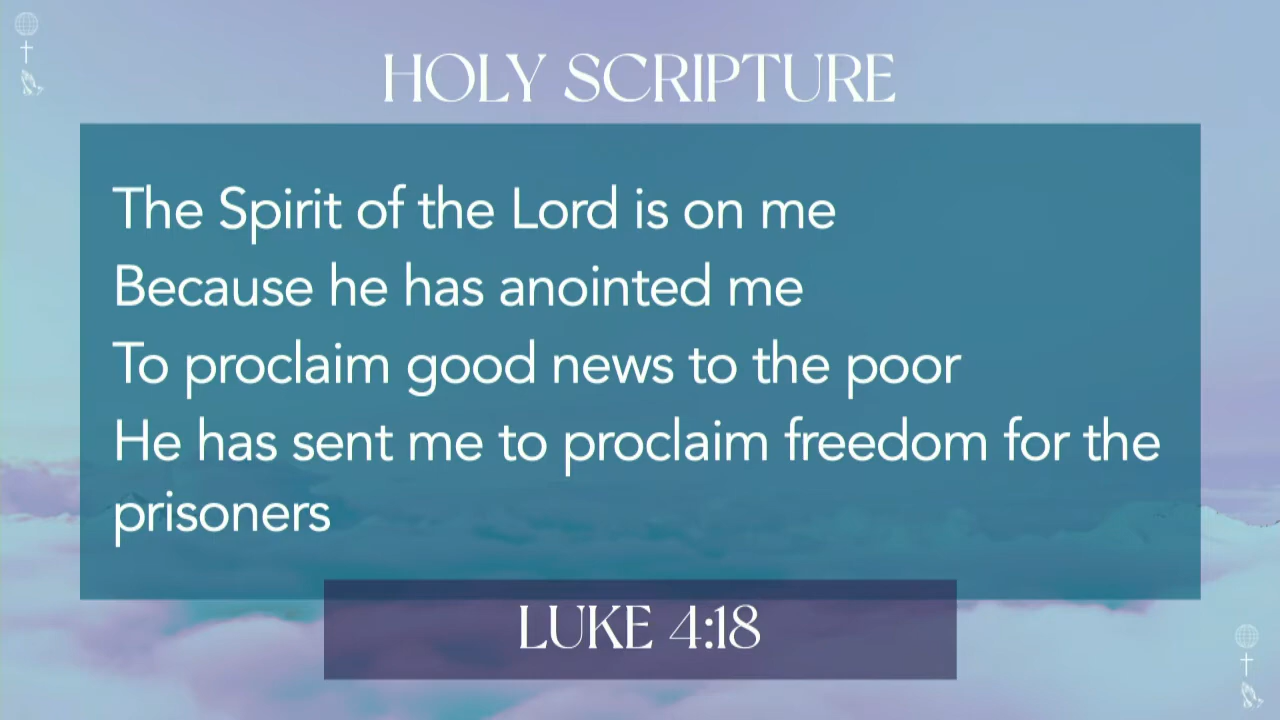 HOLY SCRIPTURE
The Spirit of the Lord is on me
Because he has anointed me
To proclaim good news to the poor
He has sent me to proclaim freedom for the
prisoners
LUKE 4:18